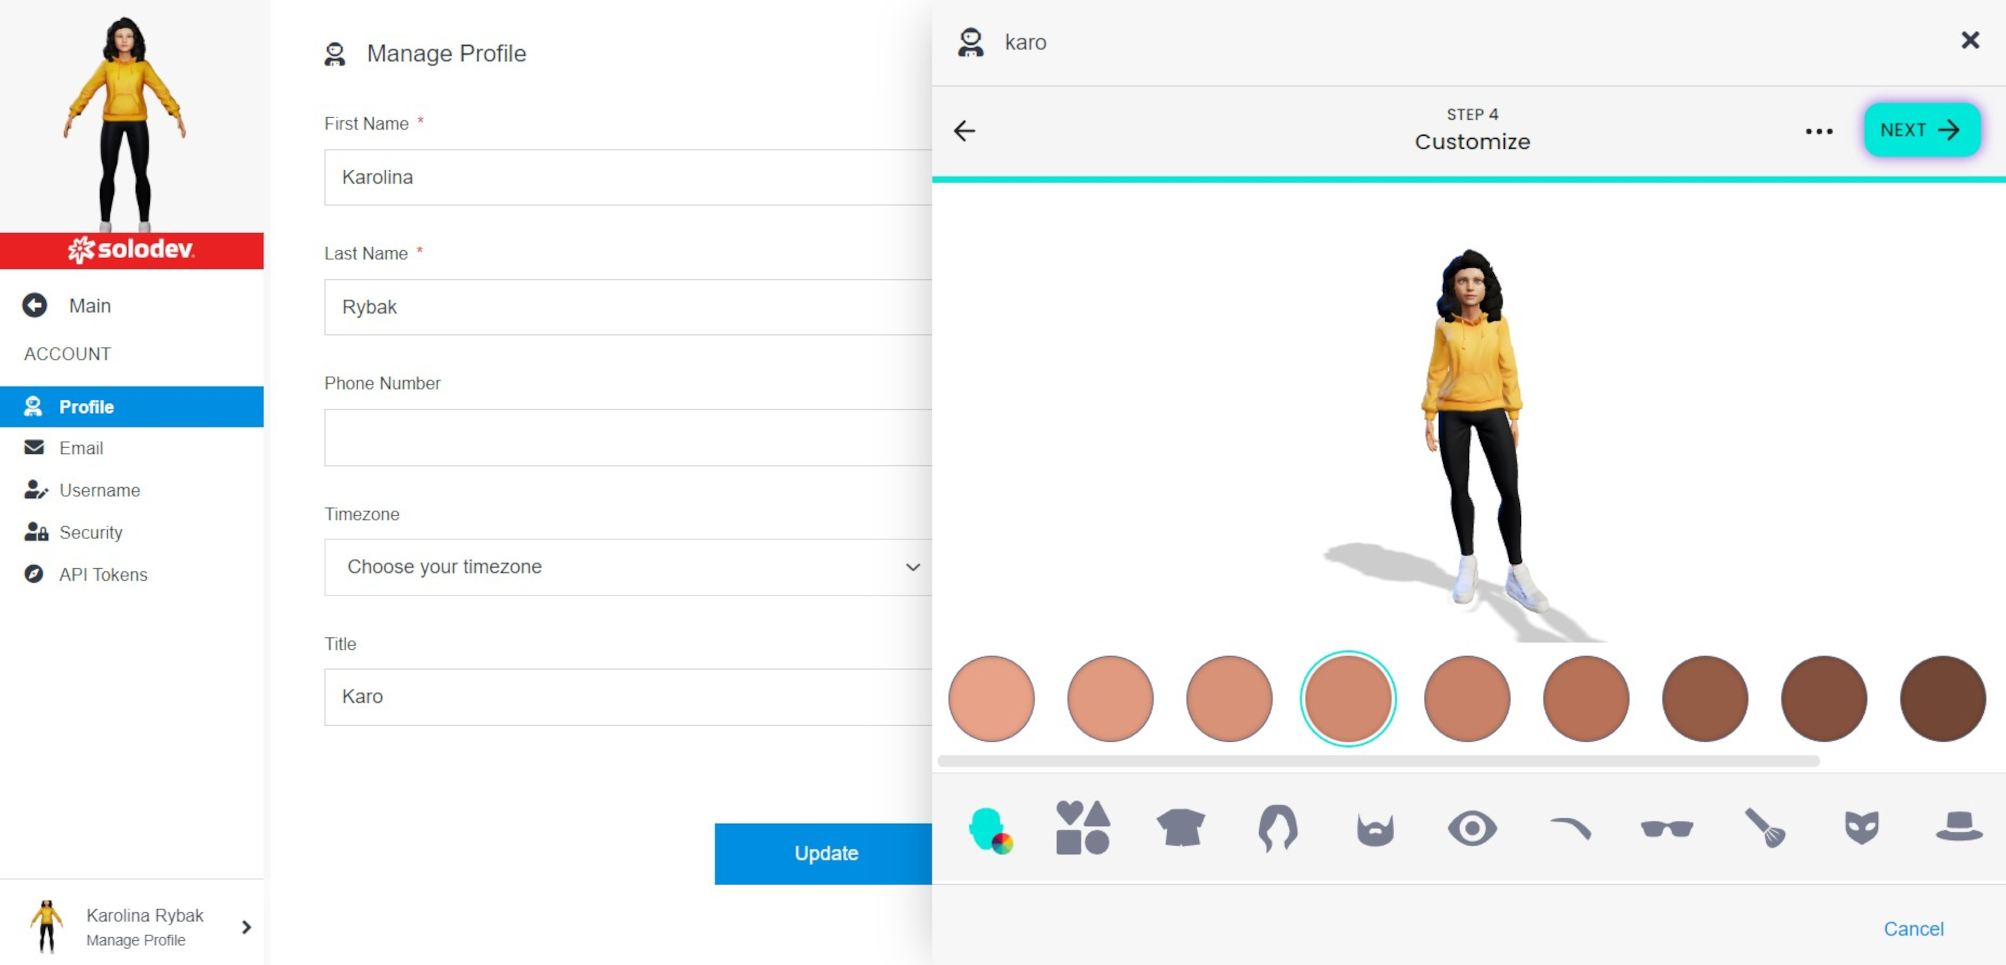 solodev
Main
ACCOUNT
Profile
Email
Username
Security
API Tokens
Karolina Rybak
Manage Profile
Manage Profile
First Name *
Karolina
Last Name *
Rybak
Phone Number
Timezone
Choose your timezone
Title
Karo
Update
karo
STEP 4
Customize
NEXT
Cancel